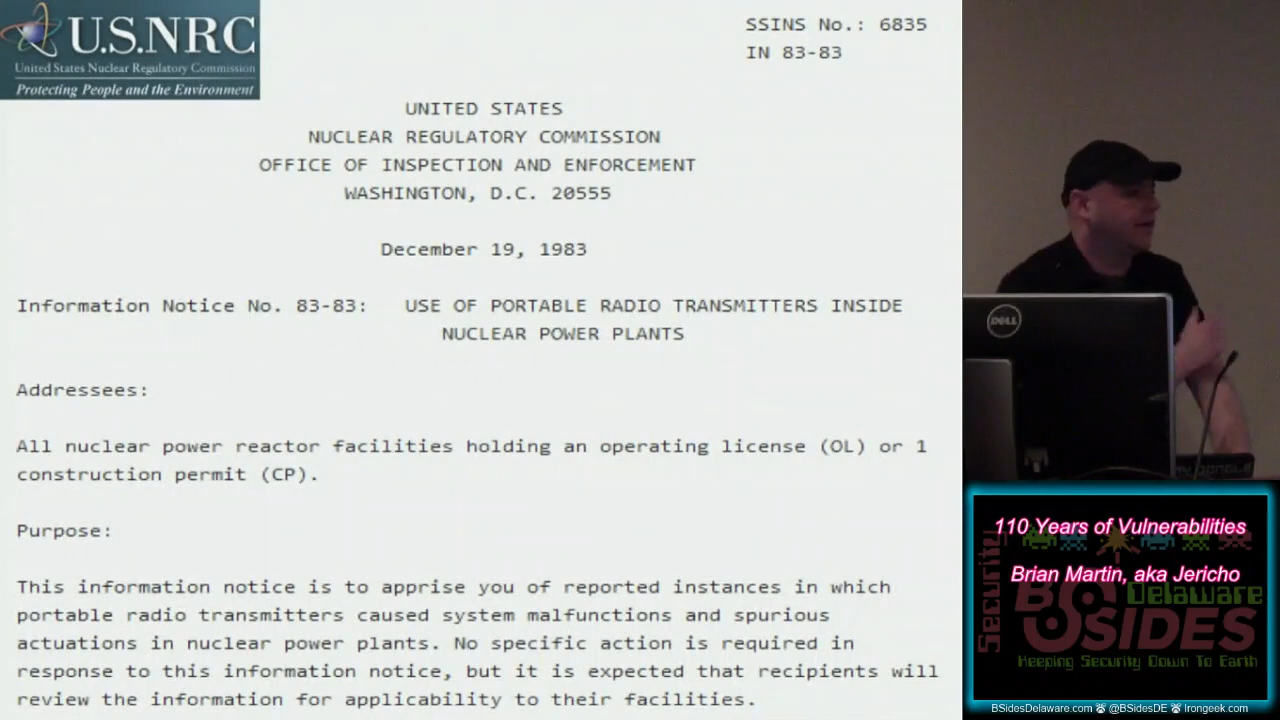 U.S.NRC
United States Nuclear Regulatory Commission
Protecting People and the Environment
SSINS No.: 6835
IN 83-83
UNITED STATES
NUCLEAR REGULATORY COMMISSION
OFFICE OF INSPECTION AND ENFORCEMENT
WASHINGTON, D.C. 20555
December 19, 1983
Information Notice No. 83-83: USE OF PORTABLE RADIO TRANSMITTERS INSIDE
NUCLEAR POWER PLANTS
Addressees:
All nuclear power reactor facilities holding an operating license (OL) or 1
construction permit (CP).
Purpose:
This information notice is to apprise you of reported instances in which
portable radio transmitters caused system malfunctions and spurious
actuations in nuclear power plants. No specific action is required in
response to this information notice, but it is expected that recipients will
review the information for applicability to their facilities.
DELL
110 Years of Vulnerabilities
Brian Martin, aka Jericho
Security
BSIDES
Delaware
Keeping Security Down To Earth
BSidesDelaware.com @BSidesDE Irongeek.com